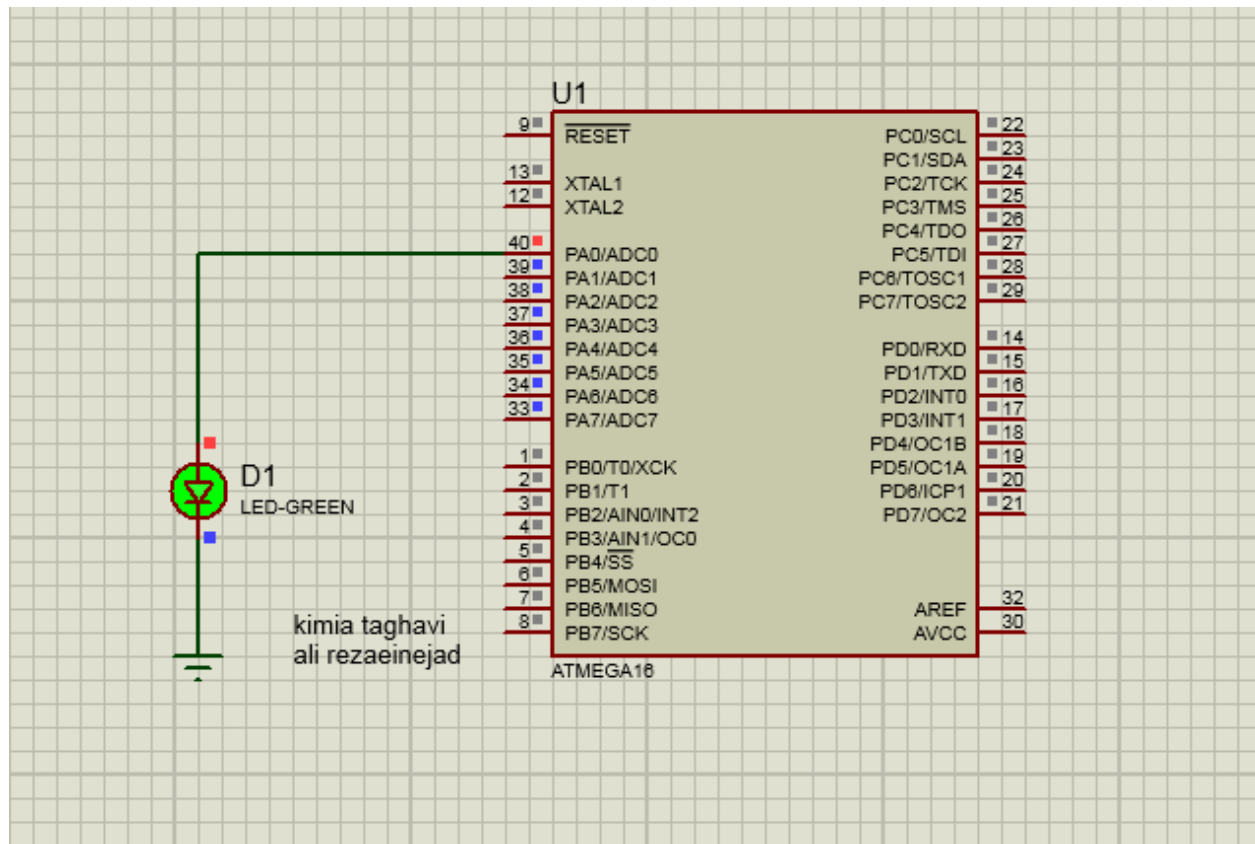 U1
9
RESET
13
XTAL1
12
XTAL2
40
PA0/ADC0
39
PA1/ADC1
38
PA2/ADC2
37
PA3/ADC3
36
PA4/ADC4
35
PA5/ADC5
34
PA6/ADC6
33
PA7/ADC7
1
PB0/T0/XCK
2
PB1/T1
3
PB2/AIN0/INT2
4
PB3/AIN1/OC0
5
PB4/SS
6
PB5/MOSI
7
PB6/MISO
8
PB7/SCK
22
PC0/SCL
23
PC1/SDA
24
PC2/TCK
25
PC3/TMS
26
PC4/TDO
27
PC5/TDI
28
PC6/TOSC1
29
PC7/TOSC2
14
PD0/RXD
15
PD1/TXD
16
PD2/INT0
17
PD3/INT1
18
PD4/OC1B
19
PD5/OC1A
20
PD6/ICP1
21
PD7/OC2
32
AREF
30
AVCC
ATMEGA16
D1
LED-GREEN
kimia taghavi
ali rezaeinejad